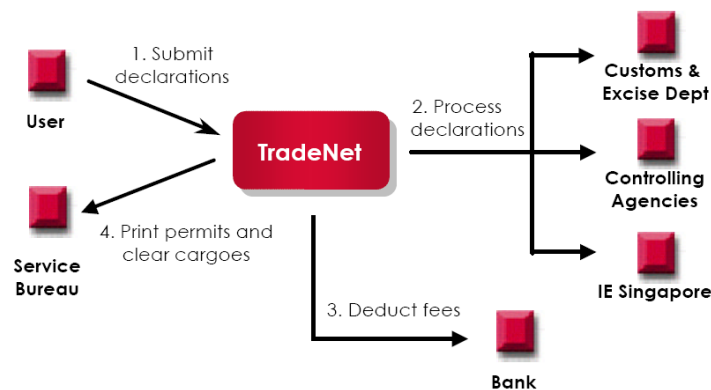 1. Submit
declarations
User
TradeNet
2. Process
declarations
Customs &
Excise Dept
Controlling
Agencies
IE Singapore
4. Print permits and
clear cargoes
Service
Bureau
3. Deduct fees
Bank